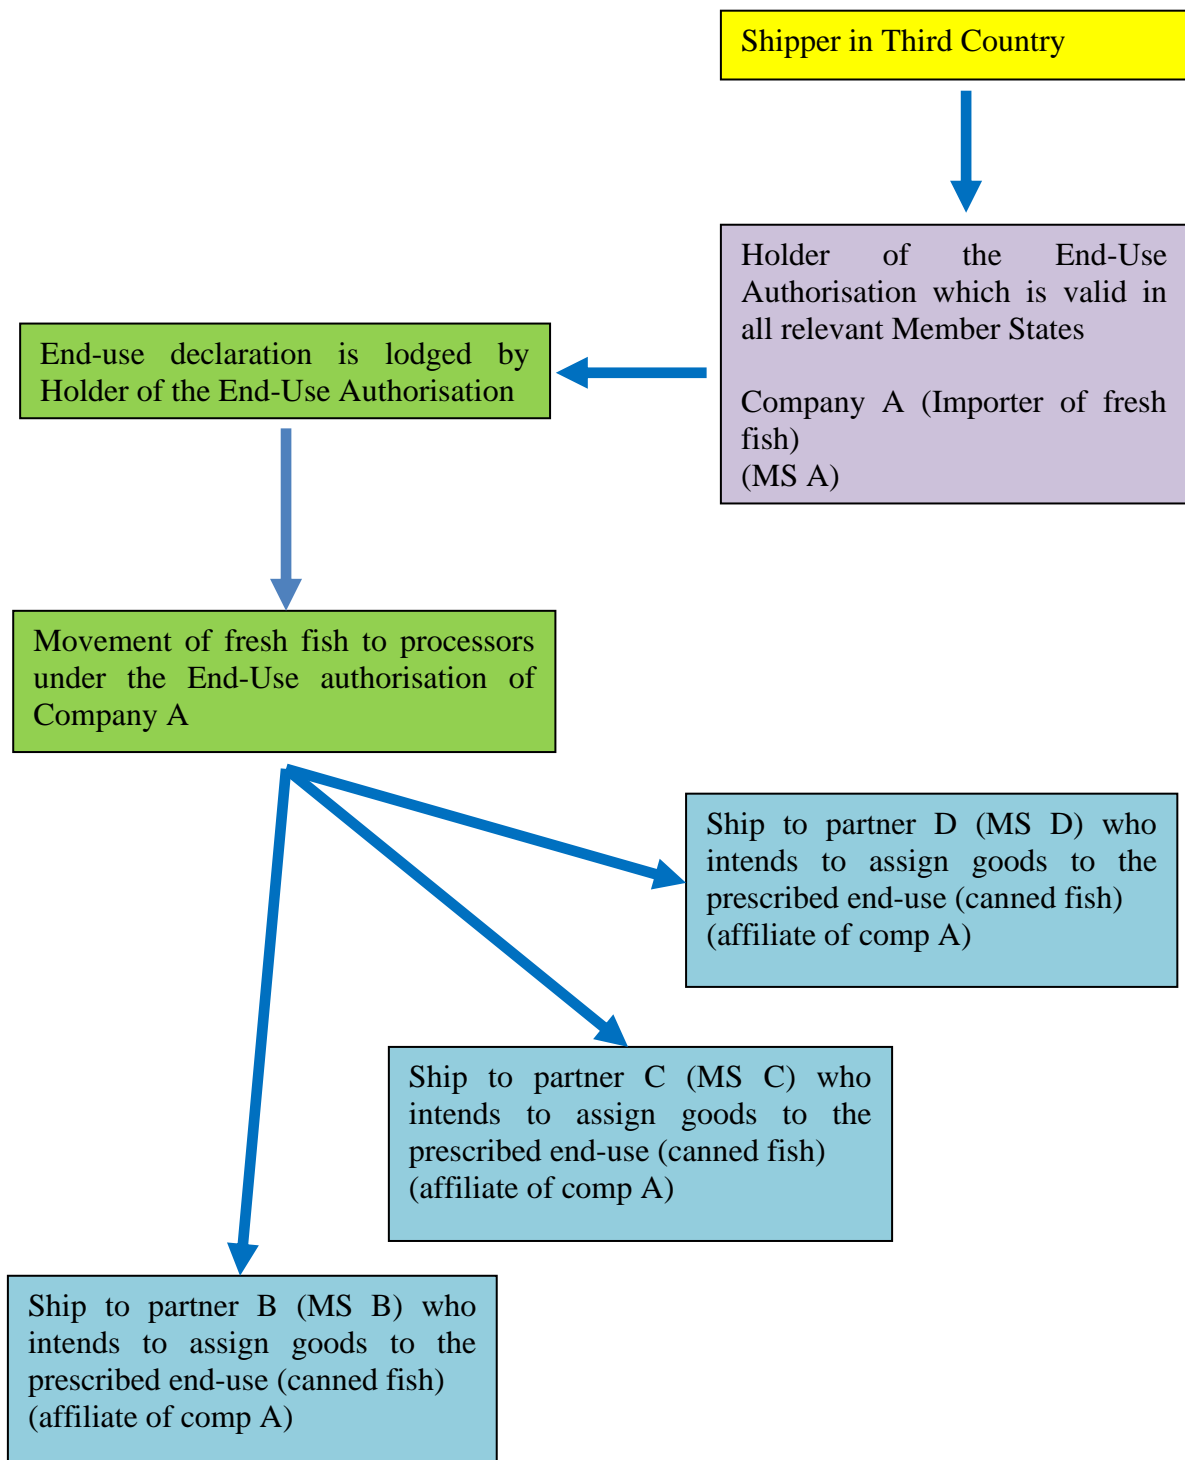 Shipper in Third Country
Holder of the End-Use
Authorisation which is valid in
all relevant Member States
Company A (Importer of fresh
fish)
(MS A)
End-use declaration is lodged by
Holder of the End-Use Authorisation
Movement of fresh fish to processors
under the End-Use authorisation of
Company A
Ship to partner D (MS D) who
intends to assign goods to the
prescribed end-use (canned fish)
(affiliate of comp A)
Ship to partner C (MS C) who
intends to assign goods to the
prescribed end-use (canned fish)
(affiliate of comp A)
Ship to partner B (MS B) who
intends to assign goods to the
prescribed end-use (canned fish)
(affiliate of comp A)